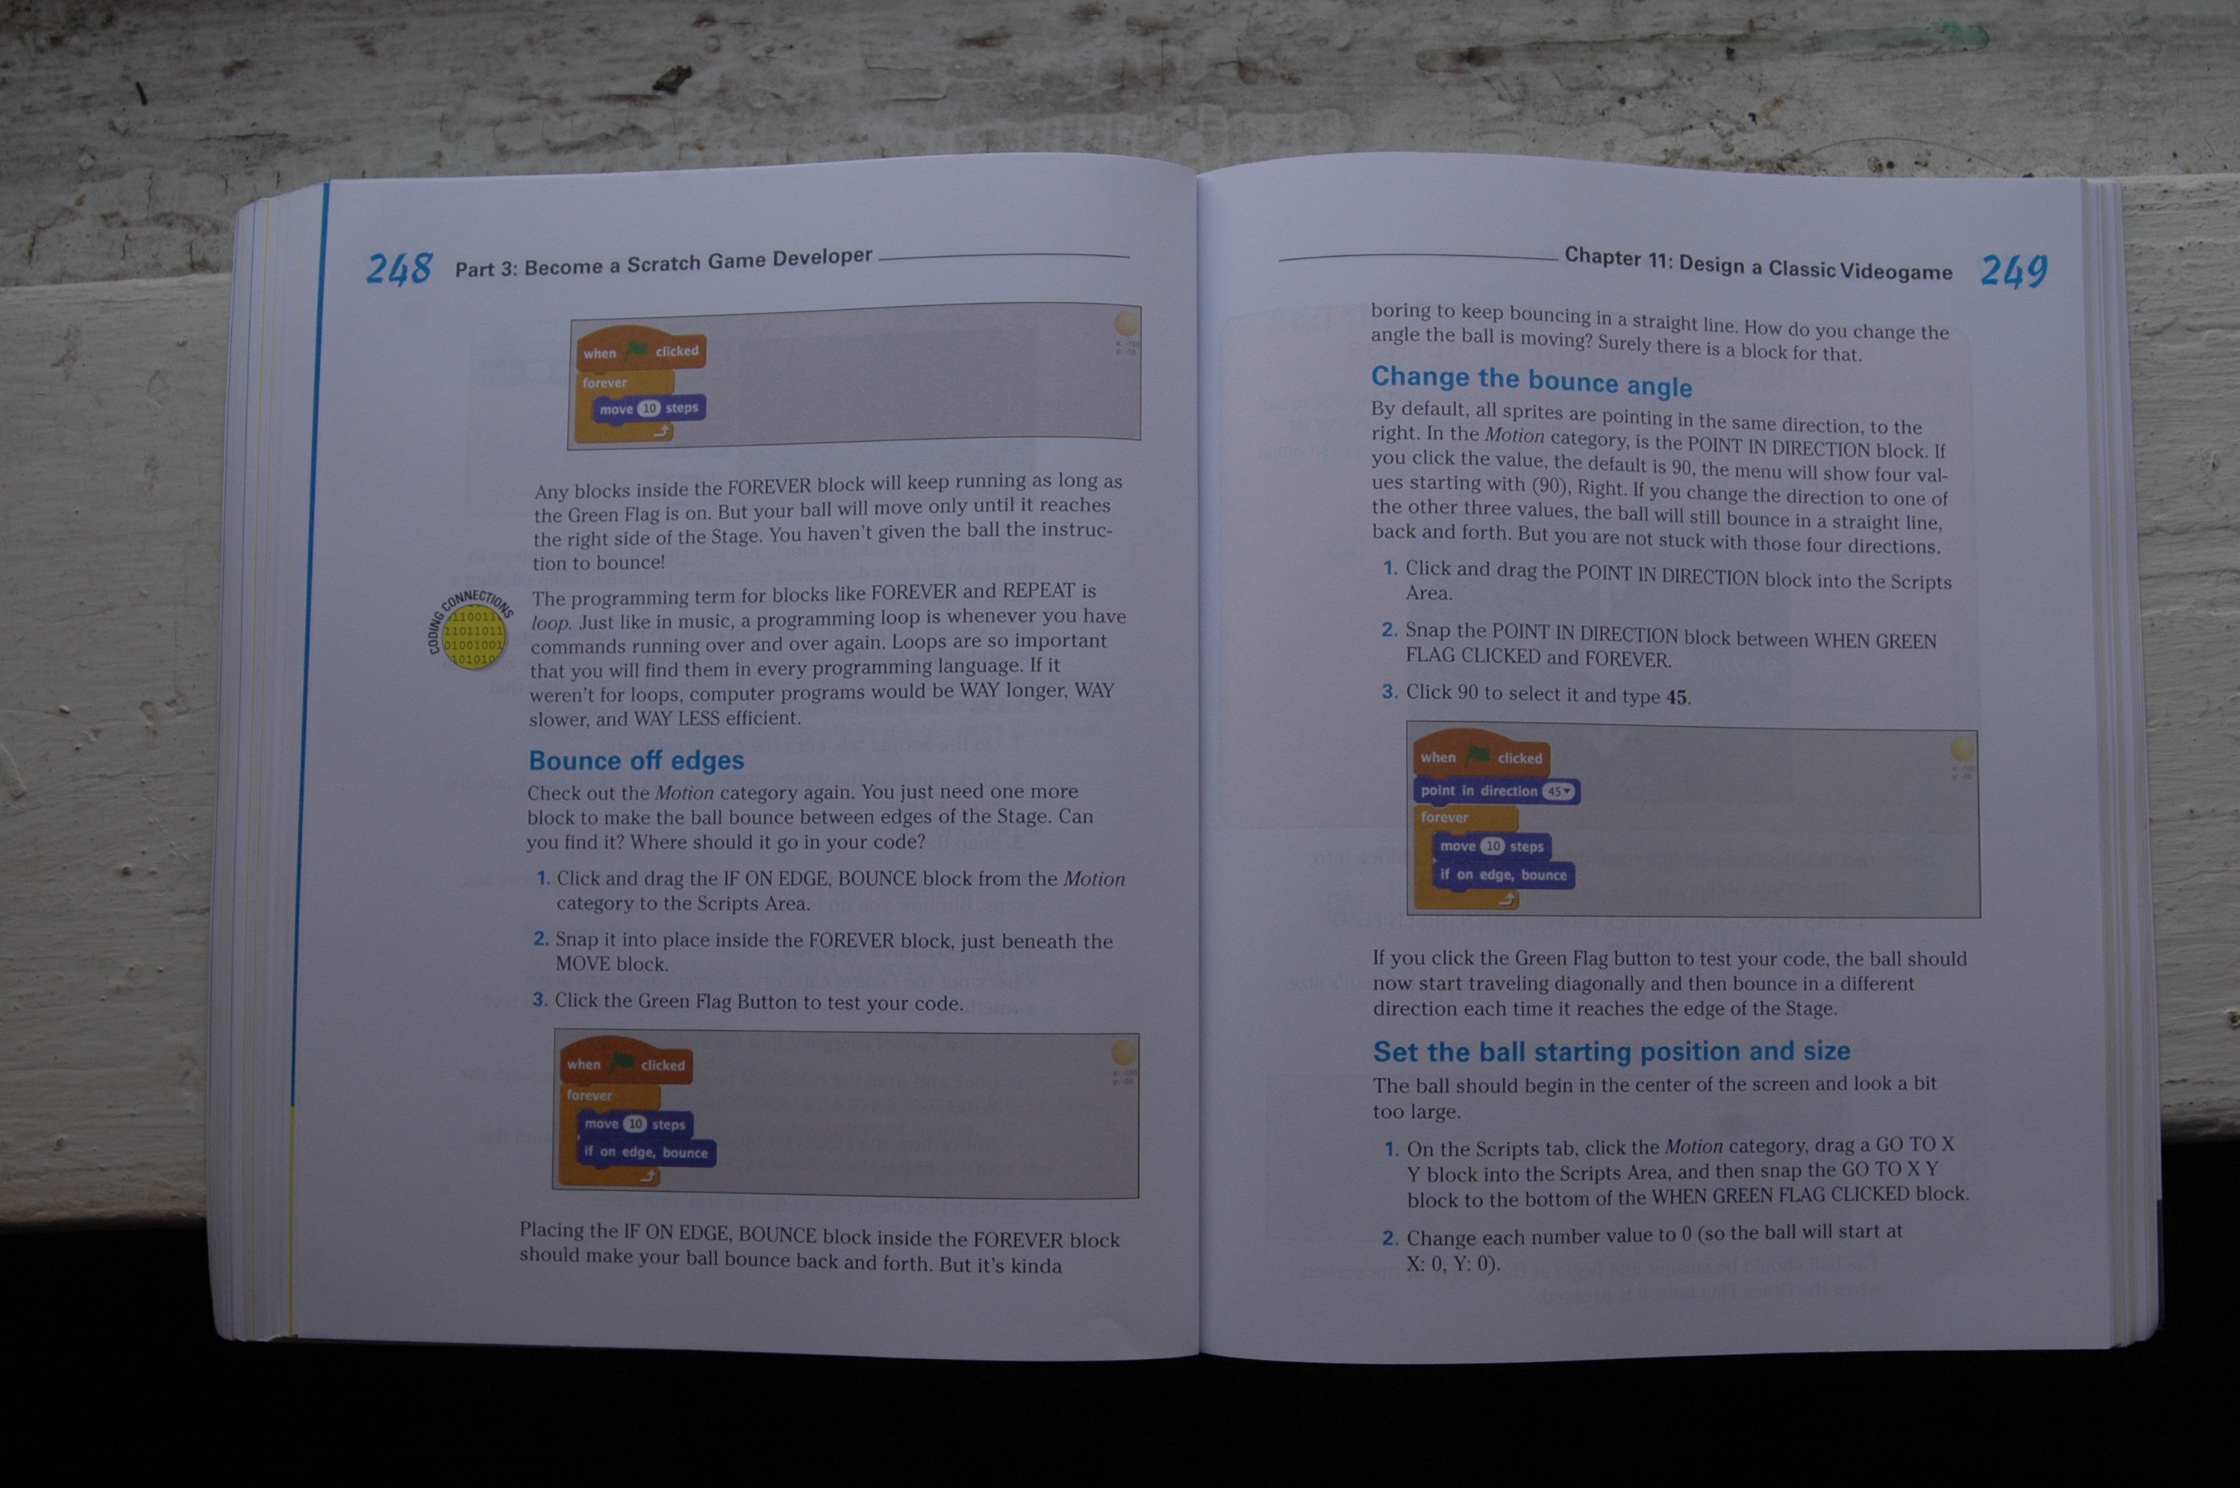 248 Part 3: Become a Scratch Game Developer
when clicked
forever
move 10 steps
Any blocks inside the FOREVER block will keep running as long as
the Green Flag is on. But your ball will move only until it reaches
the right side of the Stage. You haven't given the ball the instruc-
tion to bounce!
CODING CONNECTIONS
110011
11011011
01001001
101010
The programming term for blocks like FOREVER and REPEAT is
loop. Just like in music, a programming loop is whenever you have
commands running over and over again. Loops are so important
that you will find them in every programming language. If it
weren't for loops, computer programs would be WAY longer, WAY
slower, and WAY LESS efficient.
Bounce off edges
Check out the Motion category again. You just need one more
block to make the ball bounce between edges of the Stage. Can
you find it? Where should it go in your code?
1. Click and drag the IF ON EDGE, BOUNCE block from the Motion
category to the Scripts Area.
2. Snap it into place inside the FOREVER block, just beneath the
MOVE block.
3. Click the Green Flag Button to test your code.
when clicked
forever
move 10 steps
if on edge, bounce
Placing the IF ON EDGE, BOUNCE block inside the FOREVER block
should make your ball bounce back and forth. But it's kinda
Chapter 11: Design a Classic Videogame 249
boring to keep bouncing in a straight line. How do you change the
angle the ball is moving? Surely there is a block for that.
Change the bounce angle
By default, all sprites are pointing in the same direction, to the
right. In the Motion category, is the POINT IN DIRECTION block. If
you click the value, the default is 90, the menu will show four val-
ues starting with (90), Right. If you change the direction to one of
the other three values, the ball will still bounce in a straight line,
back and forth. But you are not stuck with those four directions.
1. Click and drag the POINT IN DIRECTION block into the Scripts
Area.
2. Snap the POINT IN DIRECTION block between WHEN GREEN
FLAG CLICKED and FOREVER.
3. Click 90 to select it and type 45.
when clicked
point in direction 45
forever
move 10 steps
if on edge, bounce
If you click the Green Flag button to test your code, the ball should
now start traveling diagonally and then bounce in a different
direction each time it reaches the edge of the Stage.
Set the ball starting position and size
The ball should begin in the center of the screen and look a bit
too large.
1. On the Scripts tab, click the Motion category, drag a GO TO X
Y block into the Scripts Area, and then snap the GO TO X Y
block to the bottom of the WHEN GREEN FLAG CLICKED block.
2. Change each number value to 0 (so the ball will start at
X: 0, Y: 0).